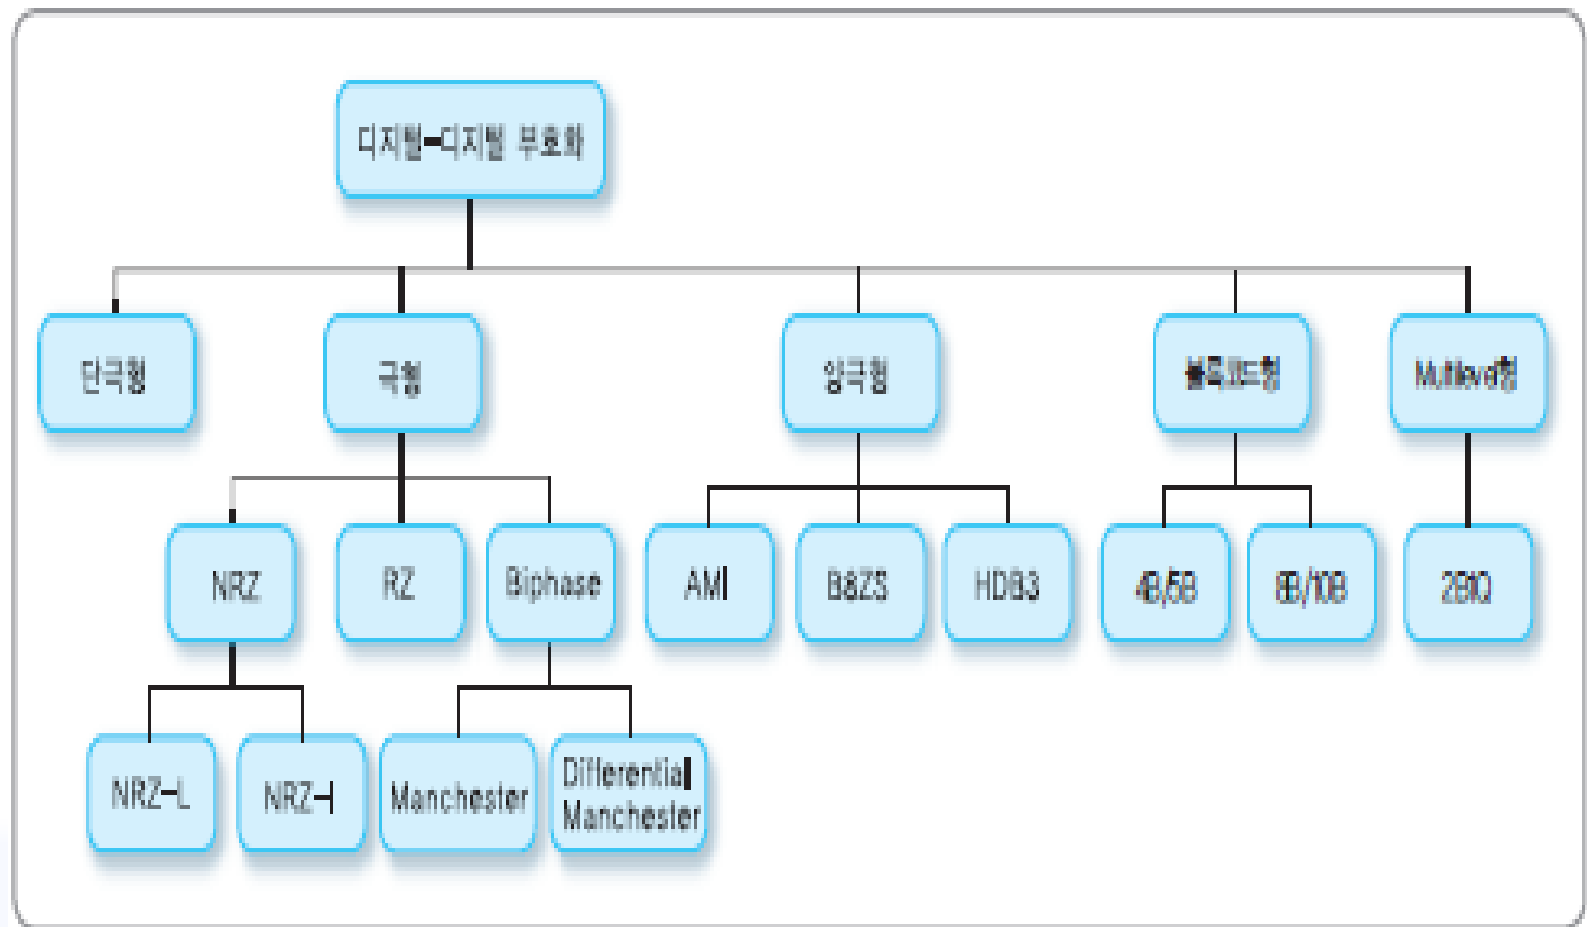 디지털-디지털 부호화
단극형
극형
양극형
블록코드형
Multilevel형
NRZ
RZ
Biphase
AMI
B8ZS
HDB3
4B/5B
8B/10B
2B1Q
NRZ-L
NRZ-I
Manchester
Differential
Manchester